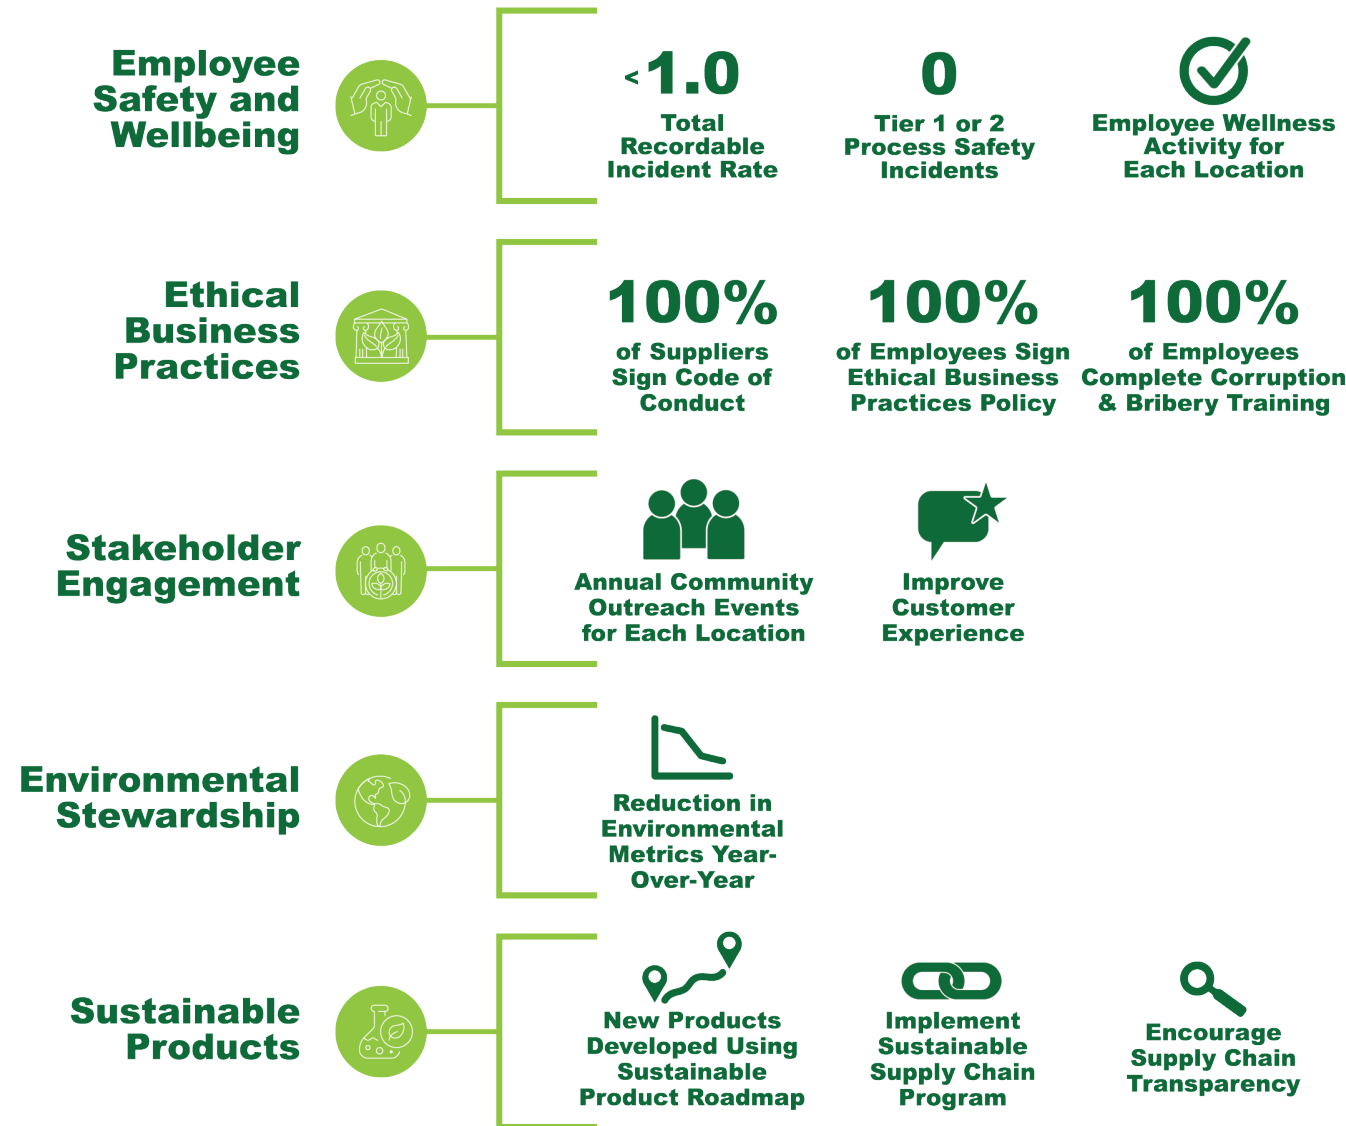 Employee
Safety and
Wellbeing
<1.0
Total
Recordable
Incident Rate
0
Tier 1 or 2
Process Safety
Incidents
Employee Wellness
Activity for
Each Location
Ethical
Business
Practices
100%
of Suppliers
Sign Code of
Conduct
100%
of Employees Sign
Ethical Business
Practices Policy
100%
of Employees
Complete Corruption
& Bribery Training
Stakeholder
Engagement
Annual Community
Outreach Events
for Each Location
Improve
Customer
Experience
Environmental
Stewardship
Reduction in
Environmental
Metrics Year-
Over-Year
Sustainable
Products
New Products
Developed Using
Sustainable
Product Roadmap
Implement
Sustainable
Supply Chain
Program
Encourage
Supply Chain
Transparency